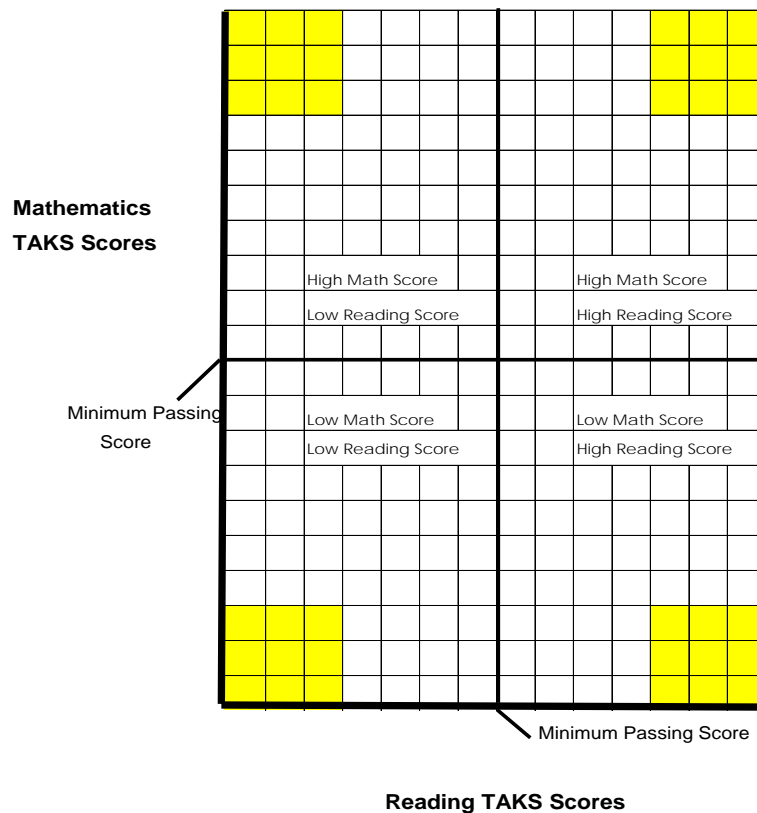 Mathematics
TAKS Scores
High Math Score
Low Reading Score
High Math Score
High Reading Score
Minimum Passing
Score
Low Math Score
Low Reading Score
Low Math Score
High Reading Score
Minimum Passing Score
Reading TAKS Scores